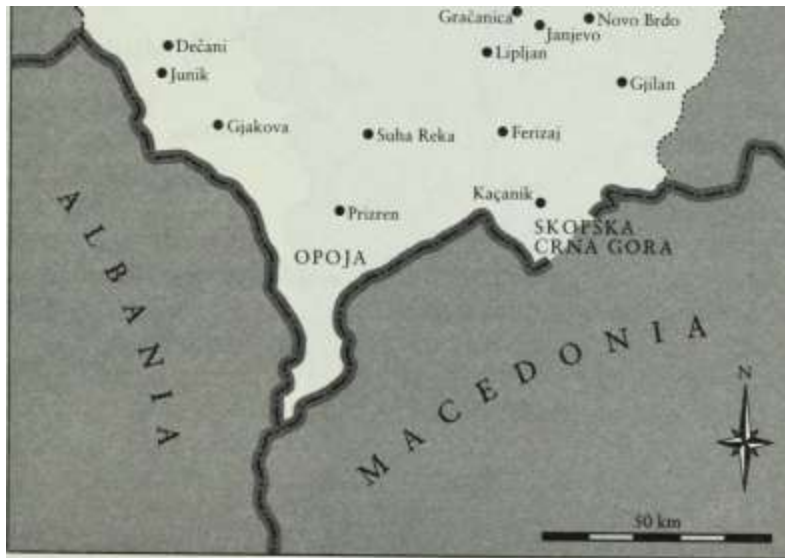 Gračanica
Novo Brdo
Janjevo
Dečani
Lipljan
Junik
Gjilan
Gjakova
Suha Reka
Ferizaj
Kaçanik
Prizren
SKOPSKA
CRNA GORA
OPOJA
ALBANIA
MACEDONIA
N
50 km